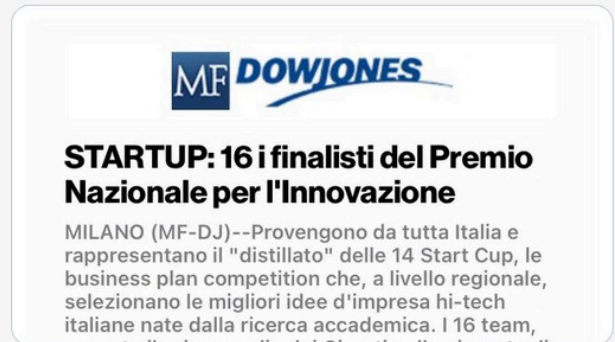 MF DOWJONES
STARTUP: 16 i finalisti del Premio
Nazionale per l'Innovazione
MILANO (MF-DJ)--Provengono da tutta Italia e
rappresentano il "distillato" delle 14 Start Cup, le
business plan competition che, a livello regionale,
selezionano le migliori idee d'impresa hi-tech
italiane nate dalla ricerca accademica. I 16 team,